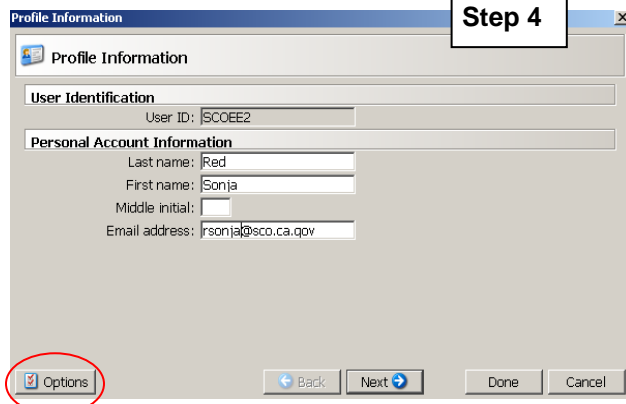 Profile Information
Step 4
Profile Information
User Identification
User ID: SCOEE2
Personal Account Information
Last name: Red
First name: Sonja
Middle initial:
Email address: rsonja@sco.ca.gov
Options
Back
Next
Done
Cancel